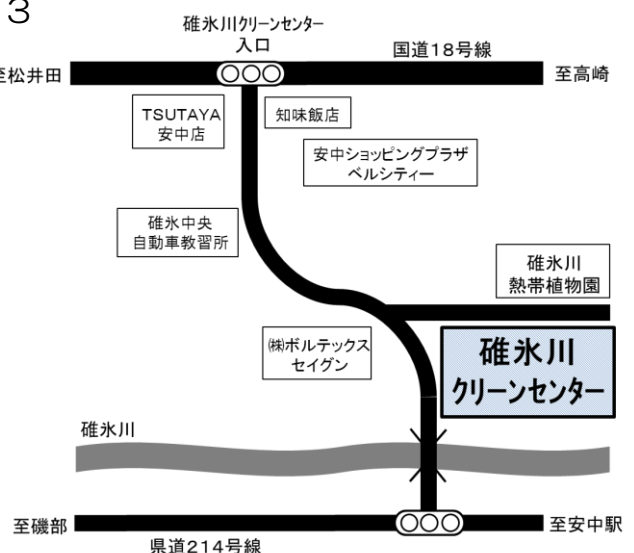 3
碓氷川クリーンセンター
入口
国道18号線
至松井田
至高崎
TSUTAYA
安中店
知味飯店
安中ショッピングプラザ
ベルシティー
碓氷中央
自動車教習所
碓氷川
熱帯植物園
㈱ボルテックス
セイグン
碓氷川
クリーンセンター
碓氷川
至磯部
至安中駅
県道214号線